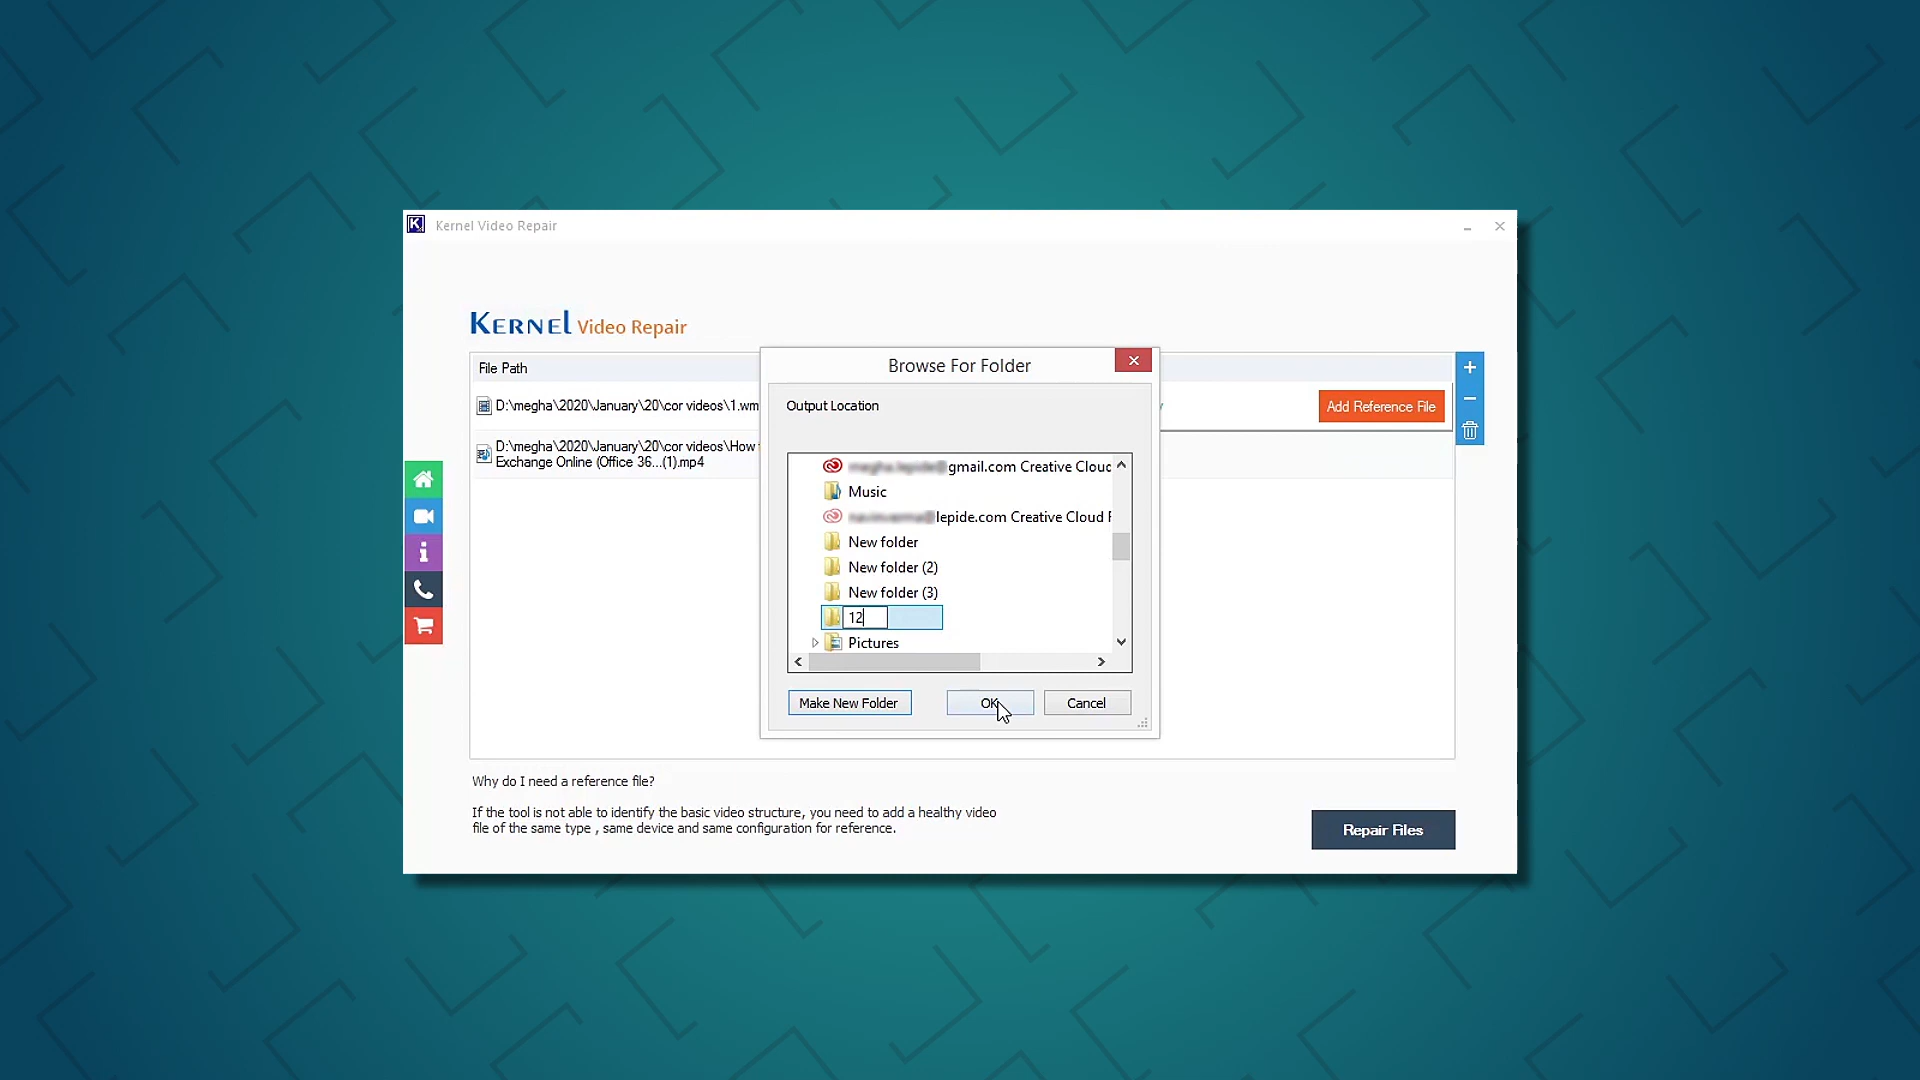 Kernel Video Repair
KERNEL Video Repair
File Path
D:\megha\2020\January\20\cor videos\1.wm
Add Reference File
D:\megha\2020\January\20\cor videos\How
Exchange Online (Office 36...(1).mp4
Browse For Folder
Output Location
gmail.com Creative Cloud
Music
lepide.com Creative Cloud F
New folder
New folder (2)
New folder (3)
12
Pictures
Make New Folder
OK
Cancel
Why do I need a reference file?
If the tool is not able to identify the basic video structure, you need to add a healthy video
file of the same type , same device and same configuration for reference.
Repair Files